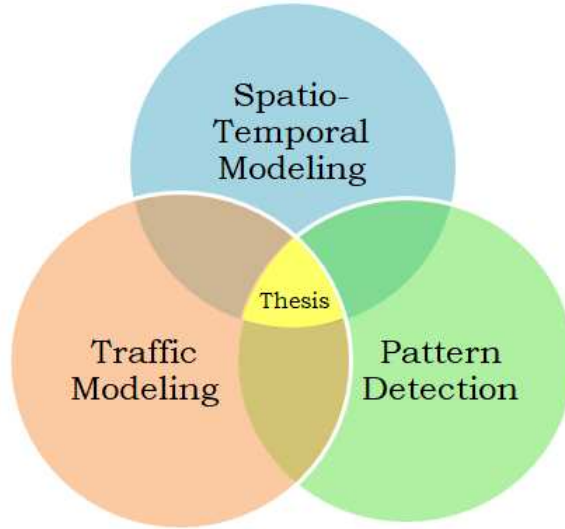 Spatio-
Temporal
Modeling
Thesis
Traffic
Modeling
Pattern
Detection